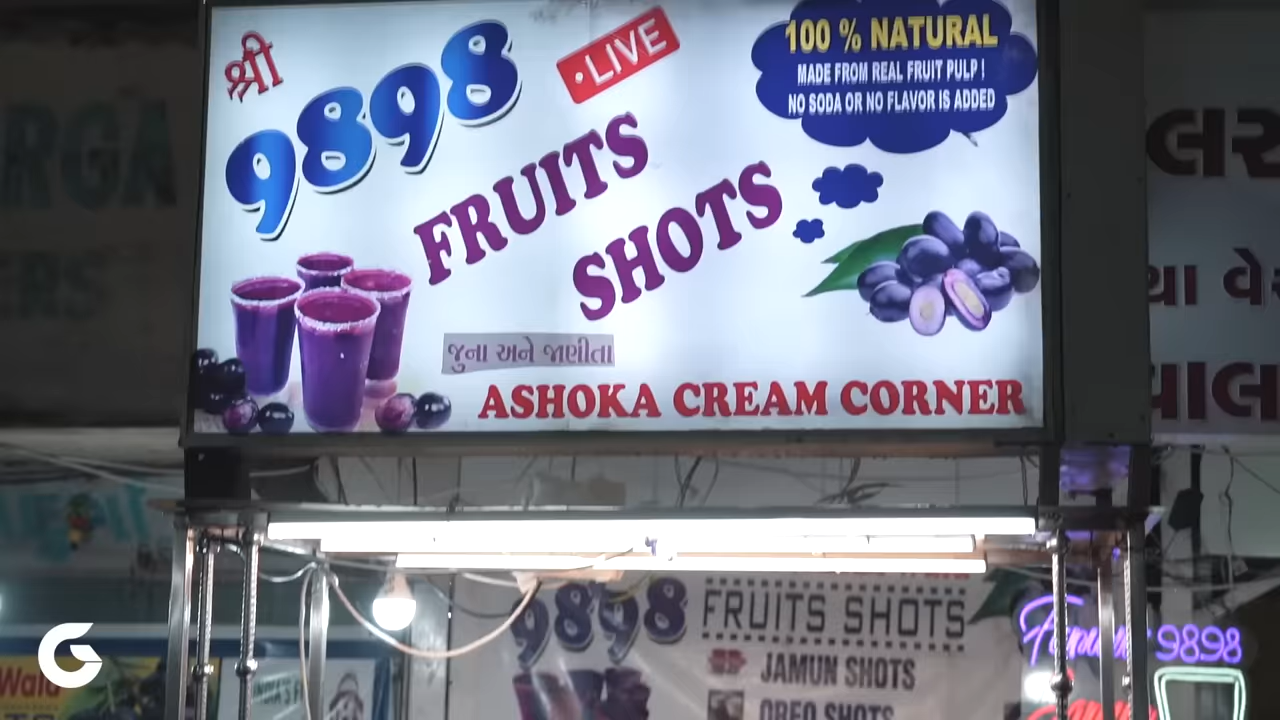 श्री
9898
LIVE
FRUITS
SHOTS
100 % NATURAL
MADE FROM REAL FRUIT PULP !
NO SODA OR NO FLAVOR IS ADDED
જુના અને જાણીતા
ASHOKA CREAM CORNER
9898
FRUITS SHOTS
JAMUN SHOTS
OREO SHOTS
9898
Wala